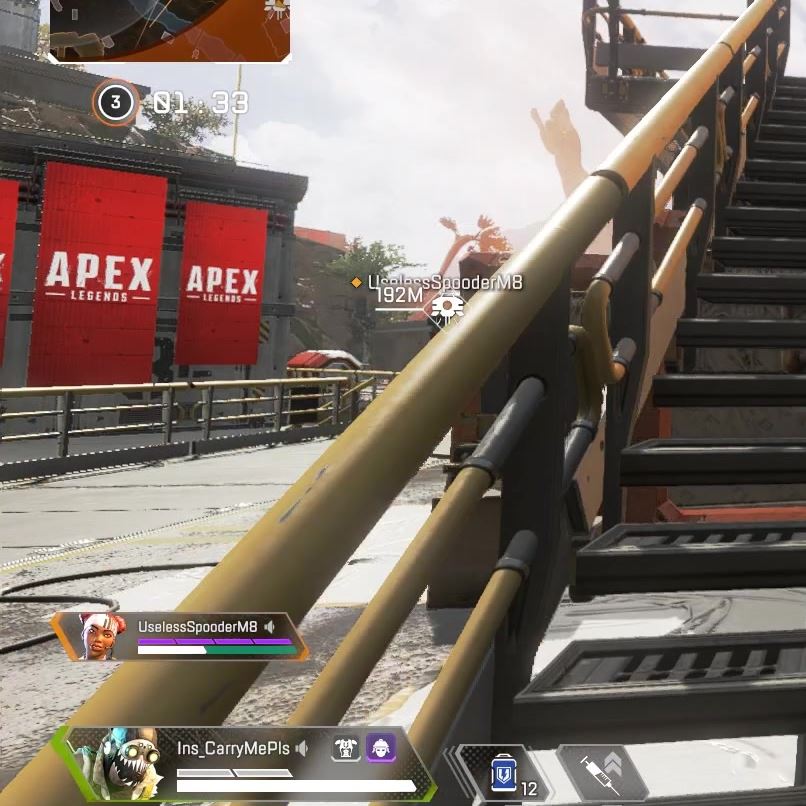 3 01:33
APEX
LEGENDS
APEX
LEGENDS
UselessSpooderM8
192M
UselessSpooderM8
Ins_CarryMePls
12